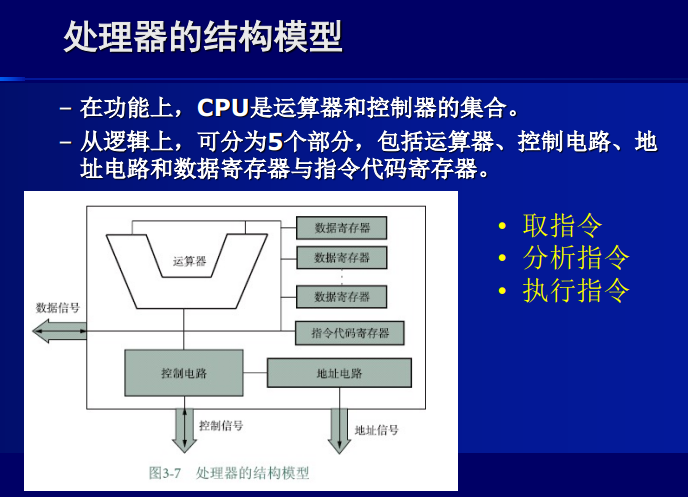 处理器的结构模型
– 在功能上，CPU是运算器和控制器的集合。
– 从逻辑上，可分为5个部分，包括运算器、控制电路、地
址电路和数据寄存器与指令代码寄存器。
• 取指令
• 分析指令
• 执行指令
数据寄存器
运算器
数据寄存器
数据寄存器
数据信号
指令代码寄存器
控制电路
地址电路
控制信号
地址信号
图3-7 处理器的结构模型